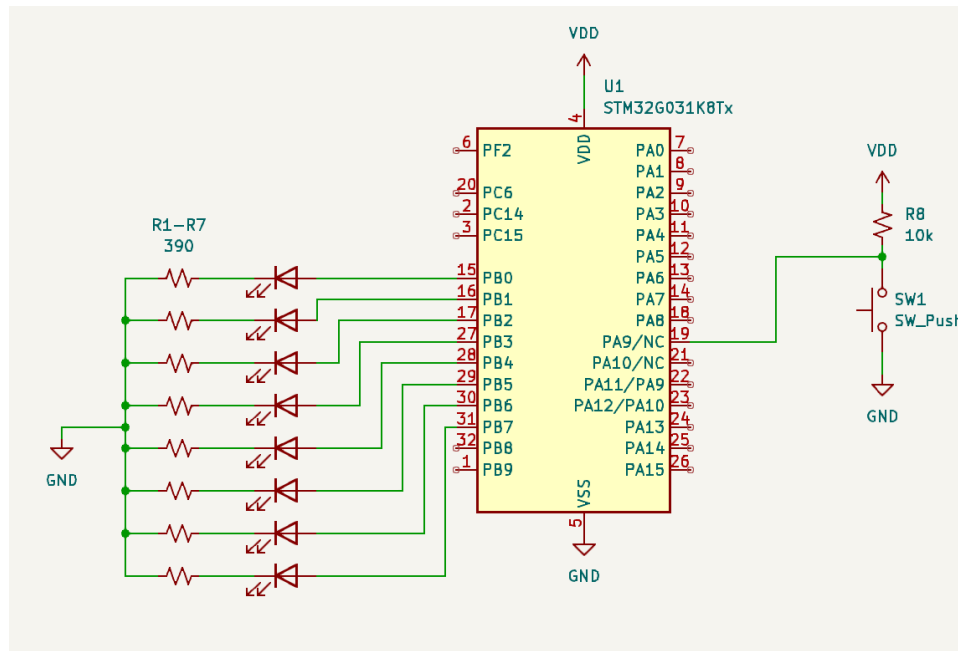 VDD
U1
STM32G031K8Tx
4
VDD
6 PF2
20 PC6
2 PC14
3 PC15
15 PB0
16 PB1
17 PB2
27 PB3
28 PB4
29 PB5
30 PB6
31 PB7
32 PB8
1 PB9
PA0 7
PA1 8
PA2 9
PA3 10
PA4 11
PA5 12
PA6 13
PA7 14
PA8 18
PA9/NC 19
PA10/NC 21
PA11/PA9 22
PA12/PA10 23
PA13 24
PA14 25
PA15 26
VSS
5
GND
R1-R7
390
GND
VDD
R8
10k
SW1
SW_Push
GND